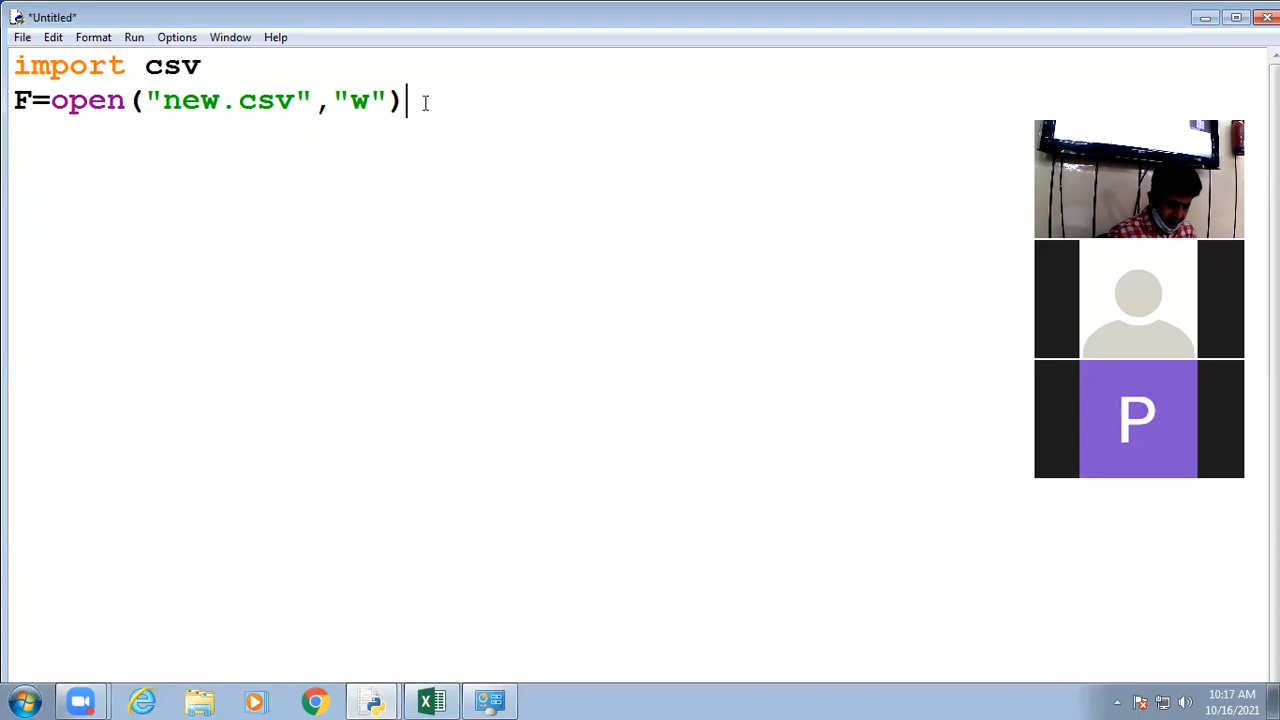 *Untitled*
File Edit Format Run Options Window Help
import csv
F=open("new.csv","w")
P
10:17 AM
10/16/2021